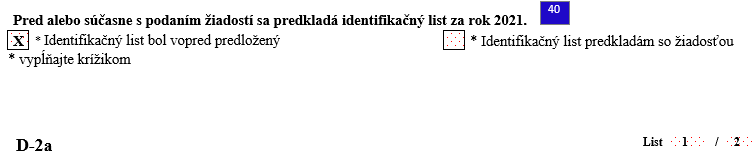 Pred alebo súčasne s podaním žiadostí sa predkladá identifikačný list za rok 2021. 40
X * Identifikačný list bol vopred predložený * Identifikačný list predkladám so žiadosťou
* vypĺňajte krížikom
D-2a List 1 / 2